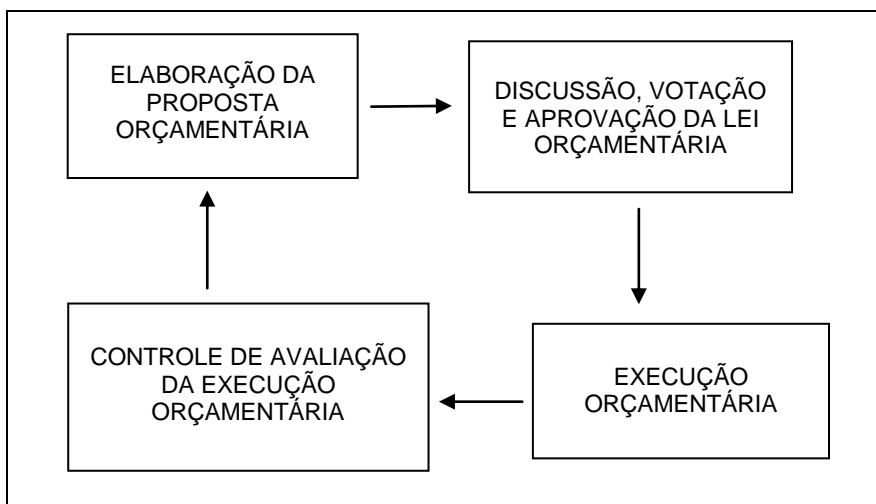 ELABORAÇÃO DA
PROPOSTA
ORÇAMENTÁRIA
DISCUSSÃO, VOTAÇÃO
E APROVAÇÃO DA LEI
ORÇAMENTÁRIA
EXECUÇÃO
ORÇAMENTÁRIA
CONTROLE DE AVALIAÇÃO
DA EXECUÇÃO
ORÇAMENTÁRIA